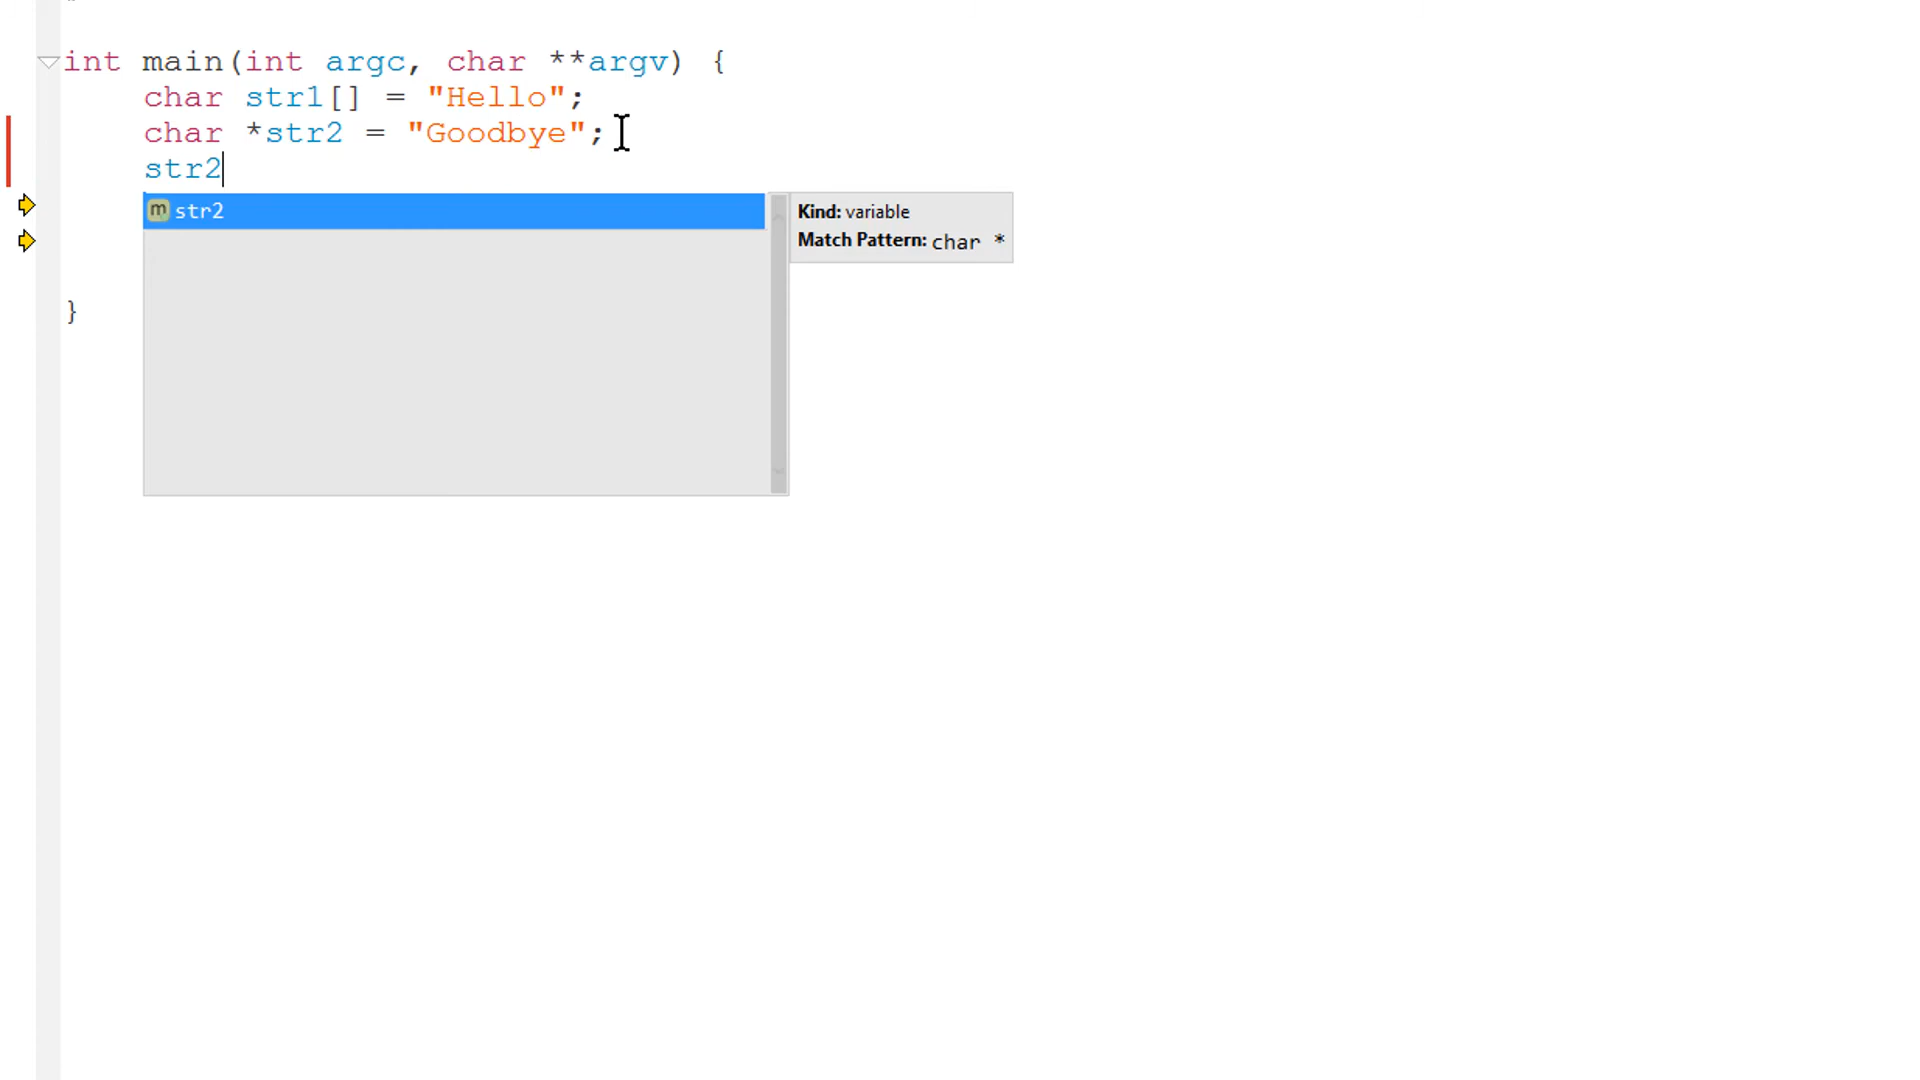 int main(int argc, char **argv) {
char str1[] = "Hello";
char *str2 = "Goodbye";
str2
m str2
Kind: variable
Match Pattern: char *
}